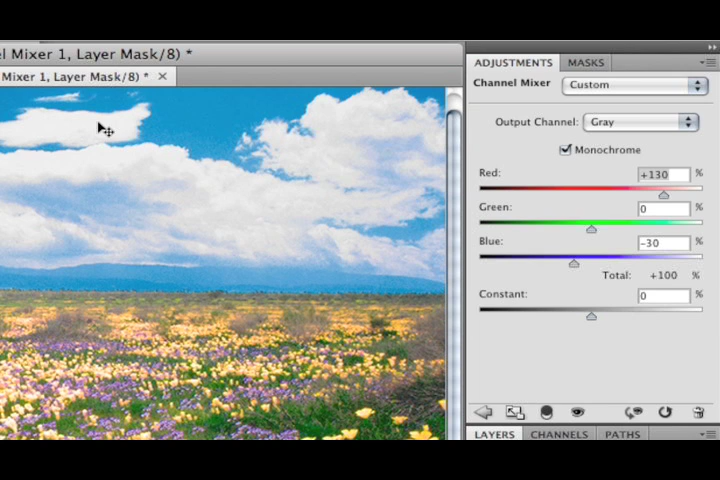 el Mixer 1, Layer Mask/8) *
Mixer 1, Layer Mask/8) *
ADJUSTMENTS MASKS
Channel Mixer Custom
Output Channel: Gray
Monochrome
Red: +130 %
Green: 0 %
Blue: -30 %
Total: +100 %
Constant: 0 %
LAYERS CHANNELS PATHS